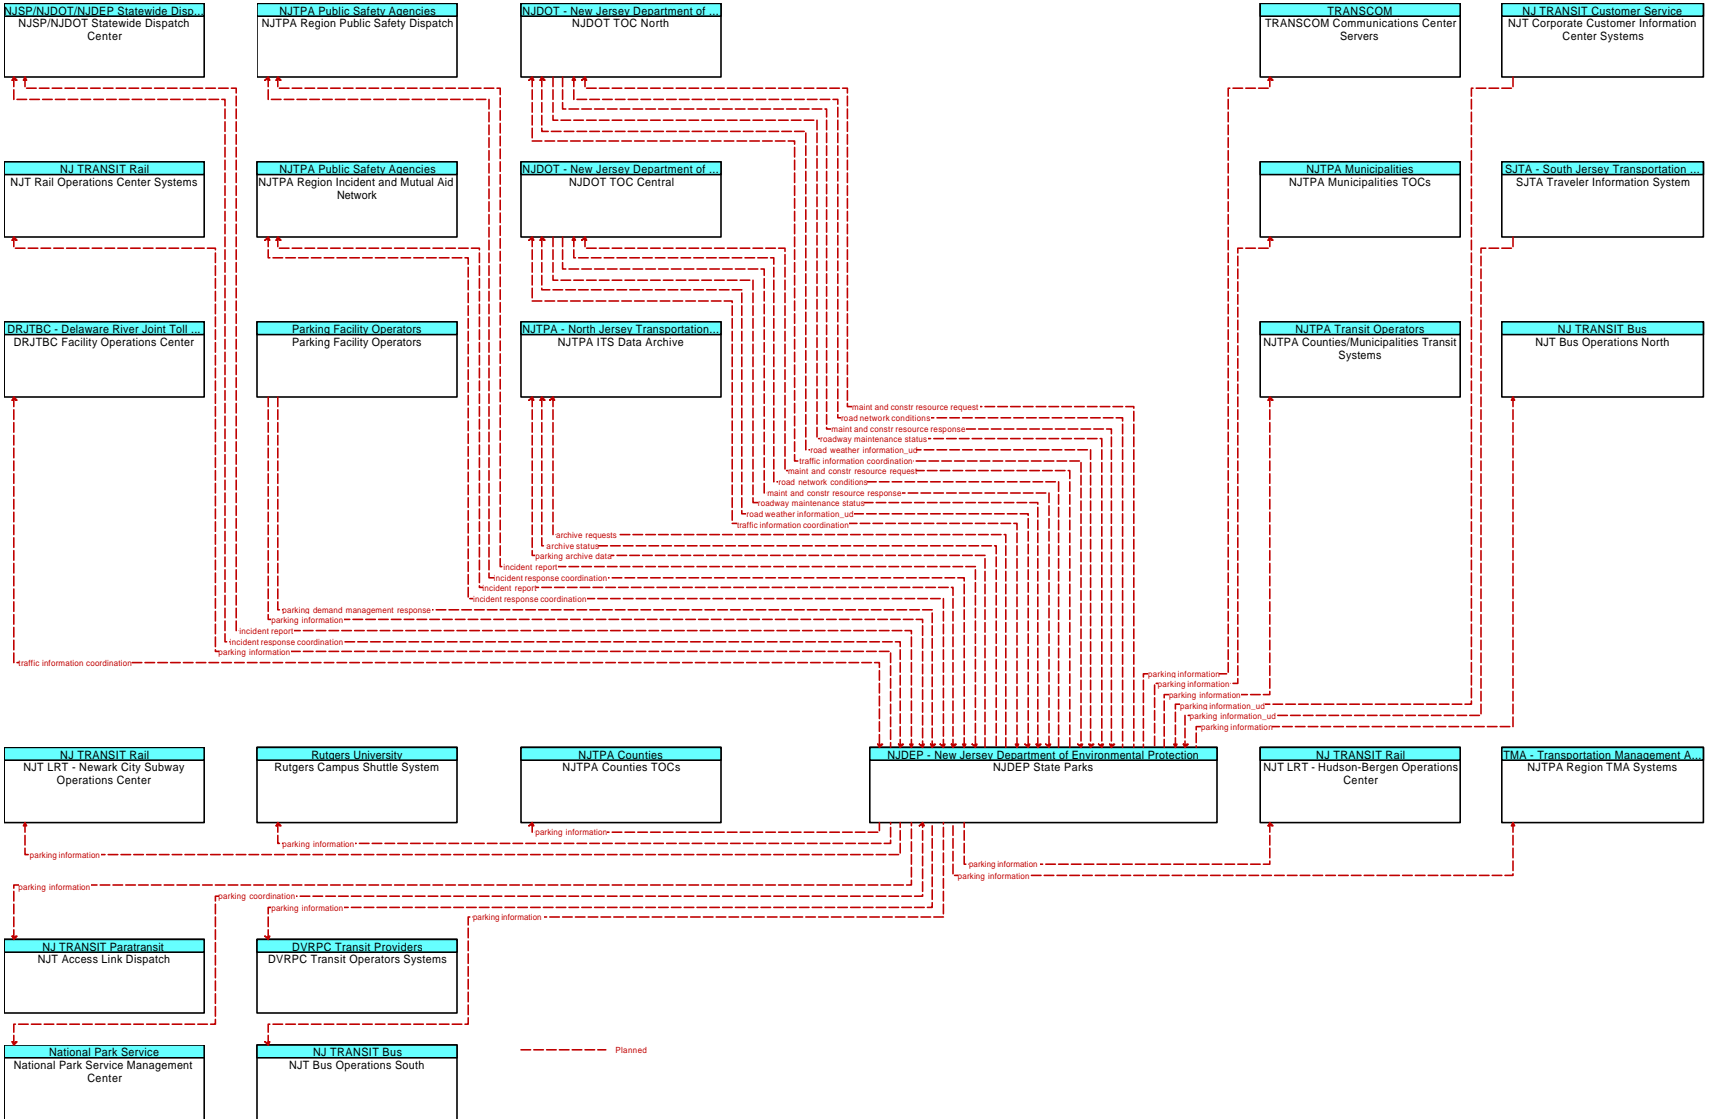 NJSP/NJDOT/NJDEP Statewide Disp...
NJSP/NJDOT Statewide Dispatch
Center
NJTPA Public Safety Agencies
NJTPA Region Public Safety Dispatch
NJDOT - New Jersey Department of ...
NJDOT TOC North
TRANSCOM
TRANSCOM Communications Center
Servers
NJ TRANSIT Customer Service
NJT Corporate Customer Information
Center Systems
NJ TRANSIT Rail
NJT Rail Operations Center Systems
NJTPA Public Safety Agencies
NJTPA Region Incident and Mutual Aid
Network
NJDOT - New Jersey Department of ...
NJDOT TOC Central
NJTPA Municipalities
NJTPA Municipalities TOCs
SJTA - South Jersey Transportation ...
SJTA Traveler Information System
DRJTBC - Delaware River Joint Toll ...
DRJTBC Facility Operations Center
Parking Facility Operators
Parking Facility Operators
NJTPA - North Jersey Transportation...
NJTPA ITS Data Archive
NJTPA Transit Operators
NJTPA Counties/Municipalities Transit
Systems
NJ TRANSIT Bus
NJT Bus Operations North
maint and constr resource request
road network conditions
maint and constr resource response
roadway maintenance status
road weather information_ud
traffic information coordination
maint and constr resource request
road network conditions
maint and constr resource response
roadway maintenance status
road weather information_ud
traffic information coordination
archive requests
archive status
parking archive data
incident report
incident response coordination
incident report
incident response coordination
parking demand management response
parking information
incident report
incident response coordination
parking information
traffic information coordination
parking information
parking information
parking information
parking information_ud
parking information_ud
parking information
NJ TRANSIT Rail
NJT LRT - Newark City Subway
Operations Center
Rutgers University
Rutgers Campus Shuttle System
NJTPA Counties
NJTPA Counties TOCs
NJDEP - New Jersey Department of Environmental Protection
NJDEP State Parks
NJ TRANSIT Rail
NJT LRT - Hudson-Bergen Operations
Center
TMA - Transportation Management A...
NJTPA Region TMA Systems
parking information
parking information
parking information
parking information
parking information
parking information
parking coordination
parking information
parking information
NJ TRANSIT Paratransit
NJT Access Link Dispatch
DVRPC Transit Providers
DVRPC Transit Operators Systems
National Park Service
National Park Service Management
Center
NJ TRANSIT Bus
NJT Bus Operations South
Planned